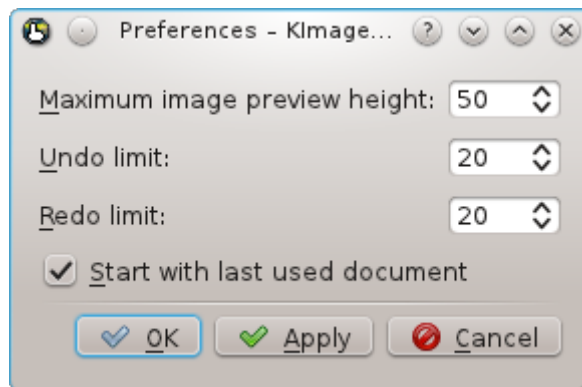 Preferences – KImage...
Maximum image preview height: 50
Undo limit: 20
Redo limit: 20
Start with last used document
OK Apply Cancel